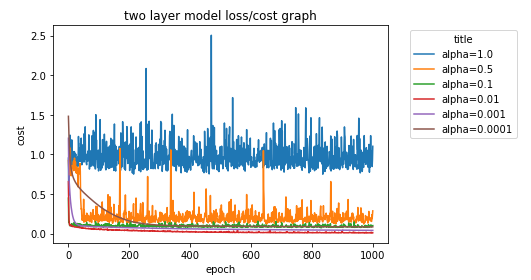 two layer model loss/cost graph
cost
2.5
2.0
1.5
1.0
0.5
0.0
0
200
400
600
800
1000
epoch
title
alpha=1.0
alpha=0.5
alpha=0.1
alpha=0.01
alpha=0.001
alpha=0.0001